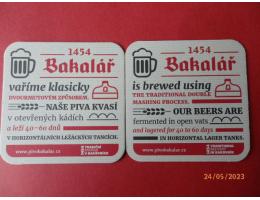 1454
Bakalář
vaříme klasicky
DVOURMUTOVÝM ZPŮSOBEM.
NAŠE PIVA KVASÍ
v otevřených kádích
a leží 40–60 dnů
V HORIZONTÁLNÍCH LEŽÁCKÝCH TANCÍCH.
www.pivobakalar.cz
1454
Bakalář
is brewed using
THE TRADITIONAL DOUBLE
MASHING PROCESS.
OUR BEERS ARE
fermented in open vats
and lagered for 40 to 60 days
IN HORIZONTAL LAGER TANKS.
www.pivobakalar.cz
24/05/2023